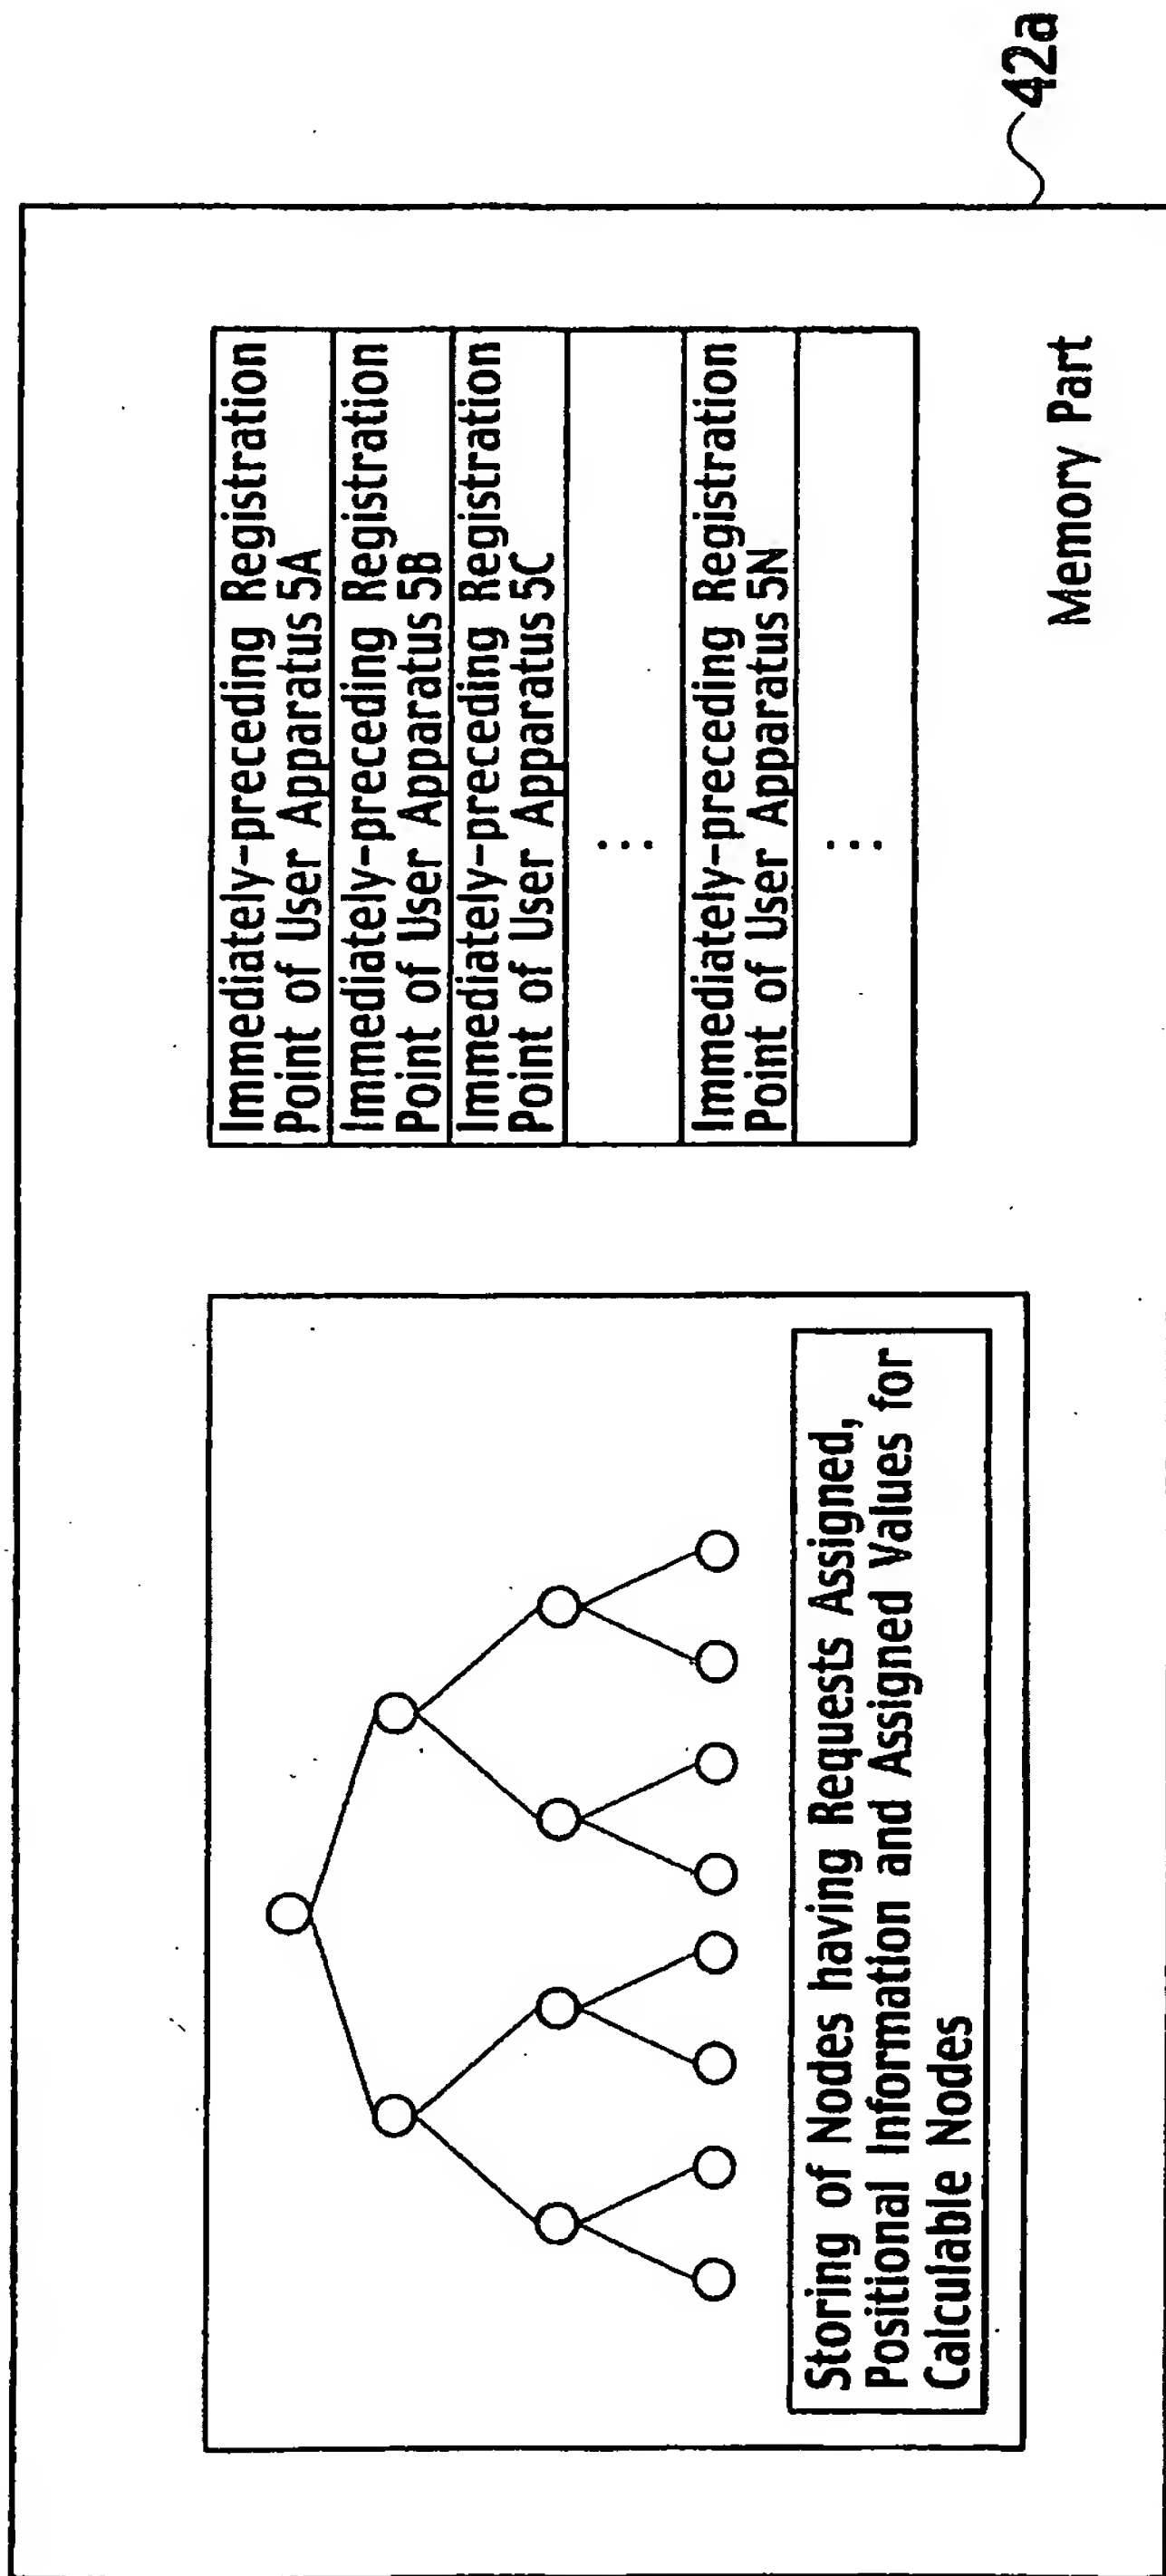 Storing of Nodes having Requests Assigned,
Positional Information and Assigned Values for
Calculable Nodes
Immediately-preceding Registration
Point of User Apparatus 5A
Immediately-preceding Registration
Point of User Apparatus 5B
Immediately-preceding Registration
Point of User Apparatus 5C
⋮
Immediately-preceding Registration
Point of User Apparatus 5N
⋮
Memory Part
42a